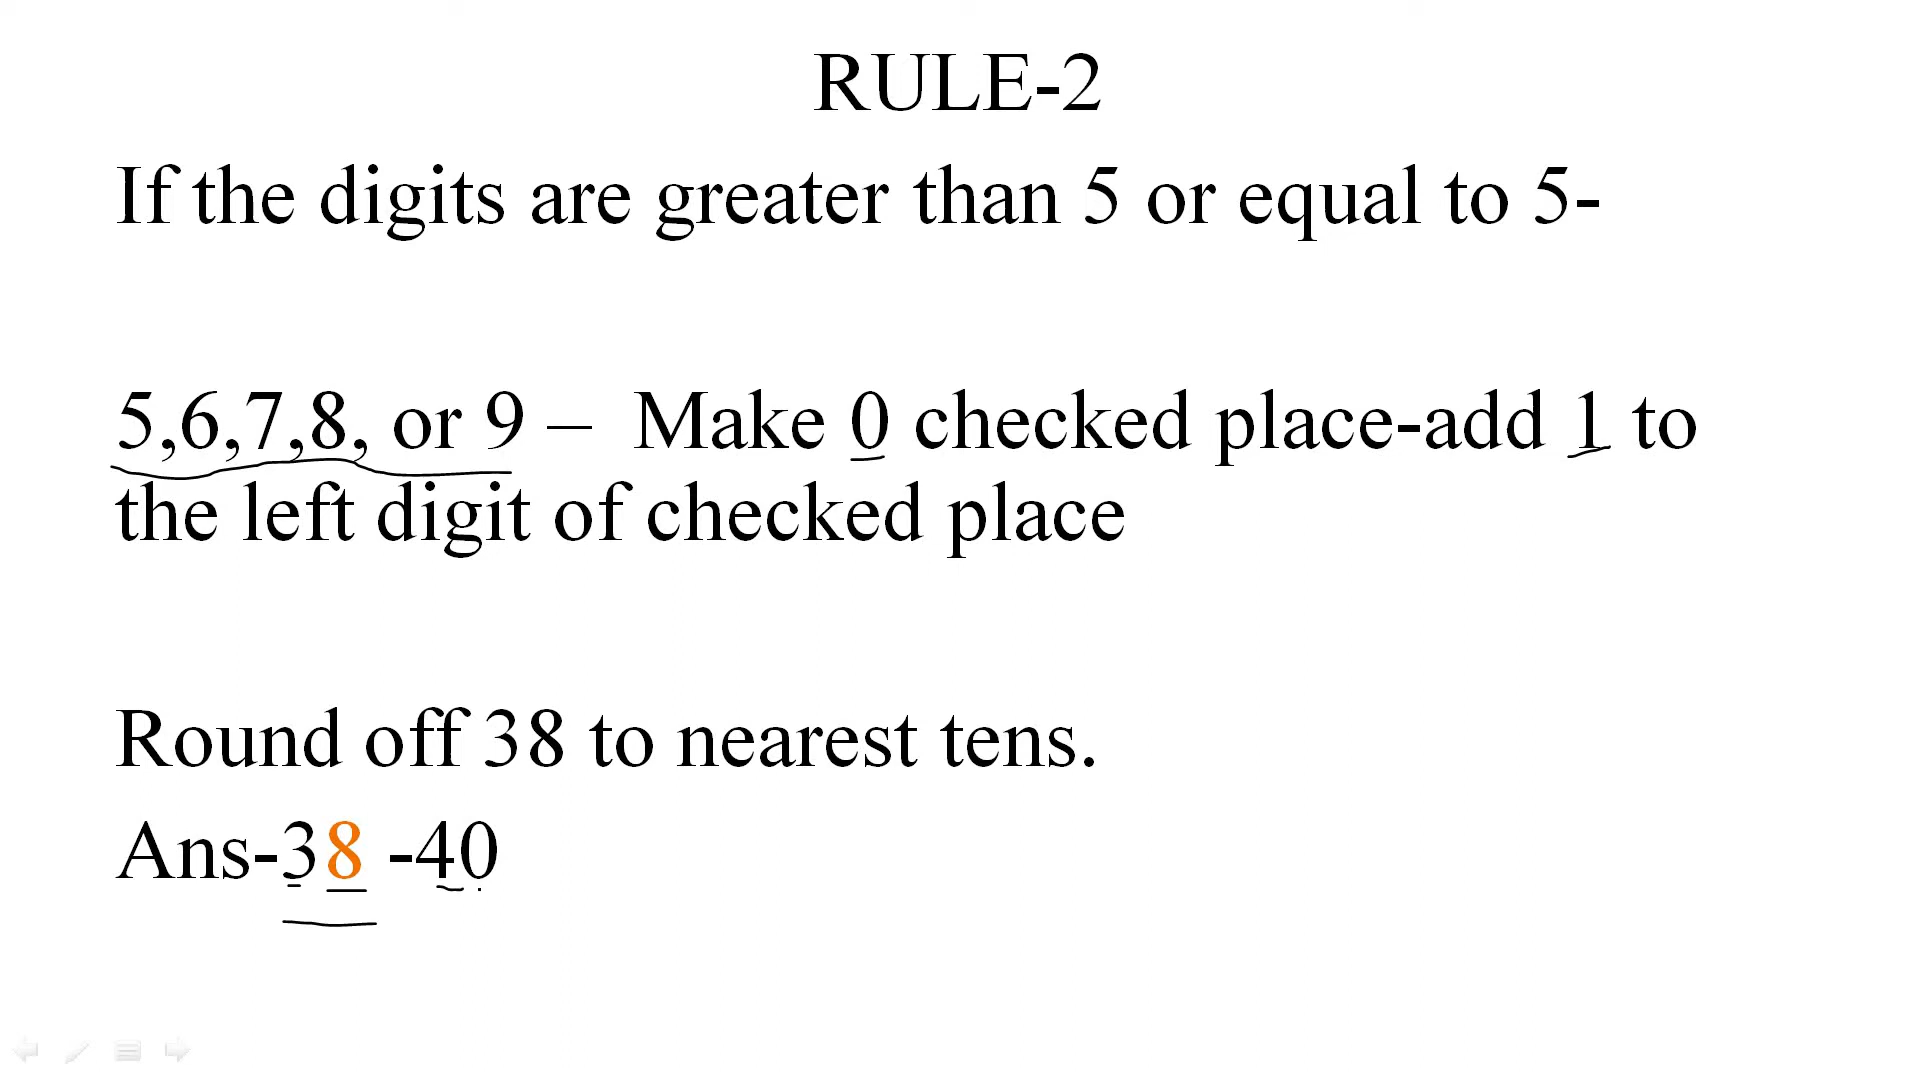 RULE-2
If the digits are greater than 5 or equal to 5-
5,6,7,8, or 9 –  Make 0 checked place-add 1 to
the left digit of checked place
Round off 38 to nearest tens.
Ans-38 -40